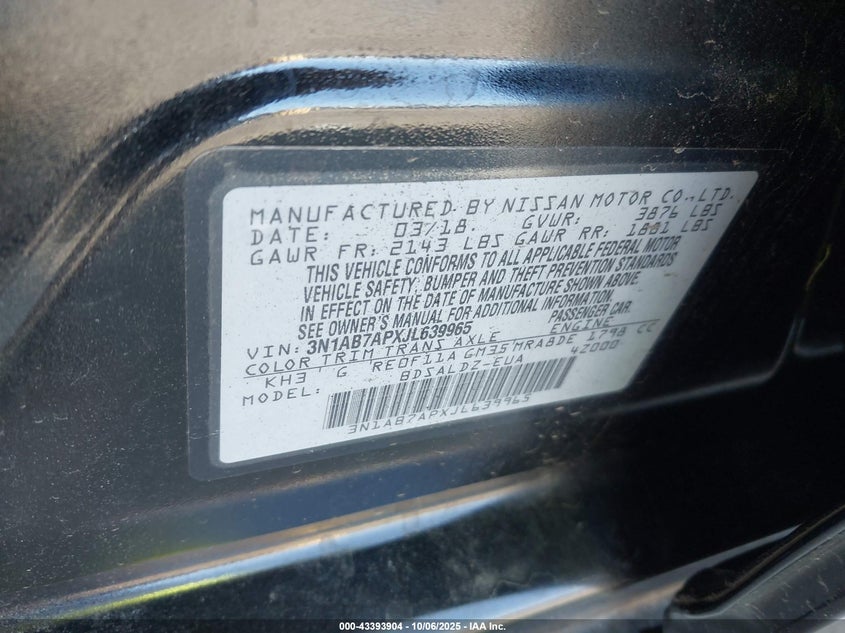 MANUFACTURED BY NISSAN MOTOR CO., LTD.
DATE: 03/18. GVWR: 3876 LBS
GAWR FR: 2143 LBS GAWR RR: 1801 LBS
THIS VEHICLE CONFORMS TO ALL APPLICABLE FEDERAL MOTOR
VEHICLE SAFETY, BUMPER AND THEFT PREVENTION STANDARDS
IN EFFECT ON THE DATE OF MANUFACTURE SHOWN ABOVE.
SEE OWNER'S MANUAL FOR ADDITIONAL INFORMATION.
VIN: 3N1AB7APXJL639965 PASSENGER CAR.
COLOR TRIM TRANS AXLE ENGINE
KH3 G RE0F11A GM35 MRA8DE 1798 CC
MODEL: BDSALDZ-EUA 42000
3N1AB7APXJL639965
000-43393904 | 10/06/2025 | IAA Inc.